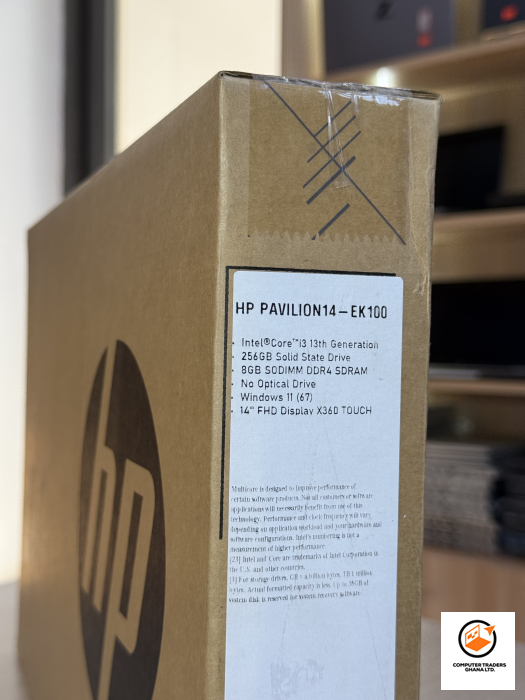 HP PAVILION14-EK100
· Intel®Core™i3 13th Generation
· 256GB Solid State Drive
· 8GB SODIMM DDR4 SDRAM
· No Optical Drive
· Windows 11 (67)
· 14" FHD Display X360 TOUCH
Multicore is designed to improve performance of
certain software products. Not all customers or software
applications will necessarily benefit from use of this
technology. Performance and clock frequency will vary
depending on application workload and your hardware and
software configurations. Intel's numbering is not a
measurement of higher performance.
[23] Intel and Core are trademarks of Intel Corporation in
the U.S. and other countries.
[3] For storage drives, GB = a billion bytes. TB 1 trillion
bytes. Actual formatted capacity is less. Up to 35GB of
system disk is reserved for system recovery software.
hp
COMPUTER TRADERS
GHANA LTD.